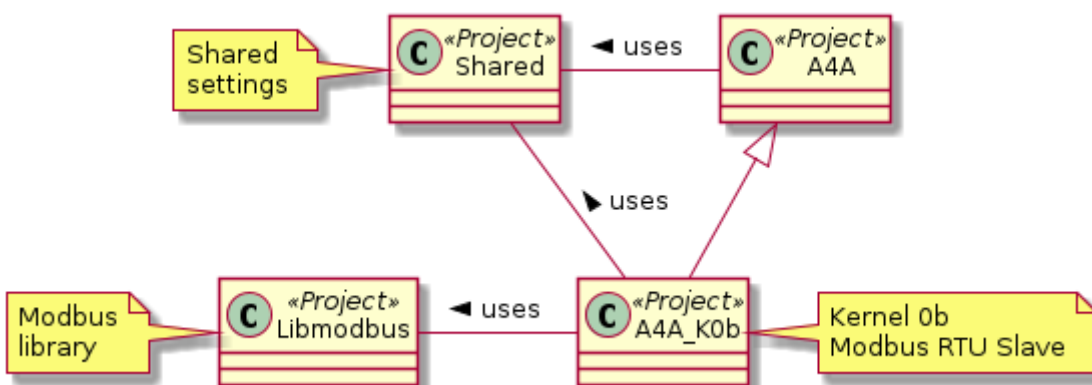 Shared
settings
C
«Project»
Shared
◄ uses
C
«Project»
A4A
◄ uses
Modbus
library
C
«Project»
Libmodbus
◄ uses
C
«Project»
A4A_K0b
Kernel 0b
Modbus RTU Slave